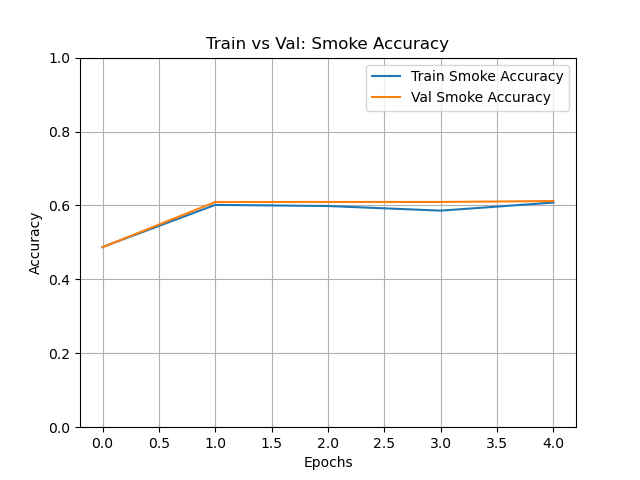 Train vs Val: Smoke Accuracy
Train Smoke Accuracy
Val Smoke Accuracy
Accuracy
1.0
0.8
0.6
0.4
0.2
0.0
0.0 0.5 1.0 1.5 2.0 2.5 3.0 3.5 4.0
Epochs